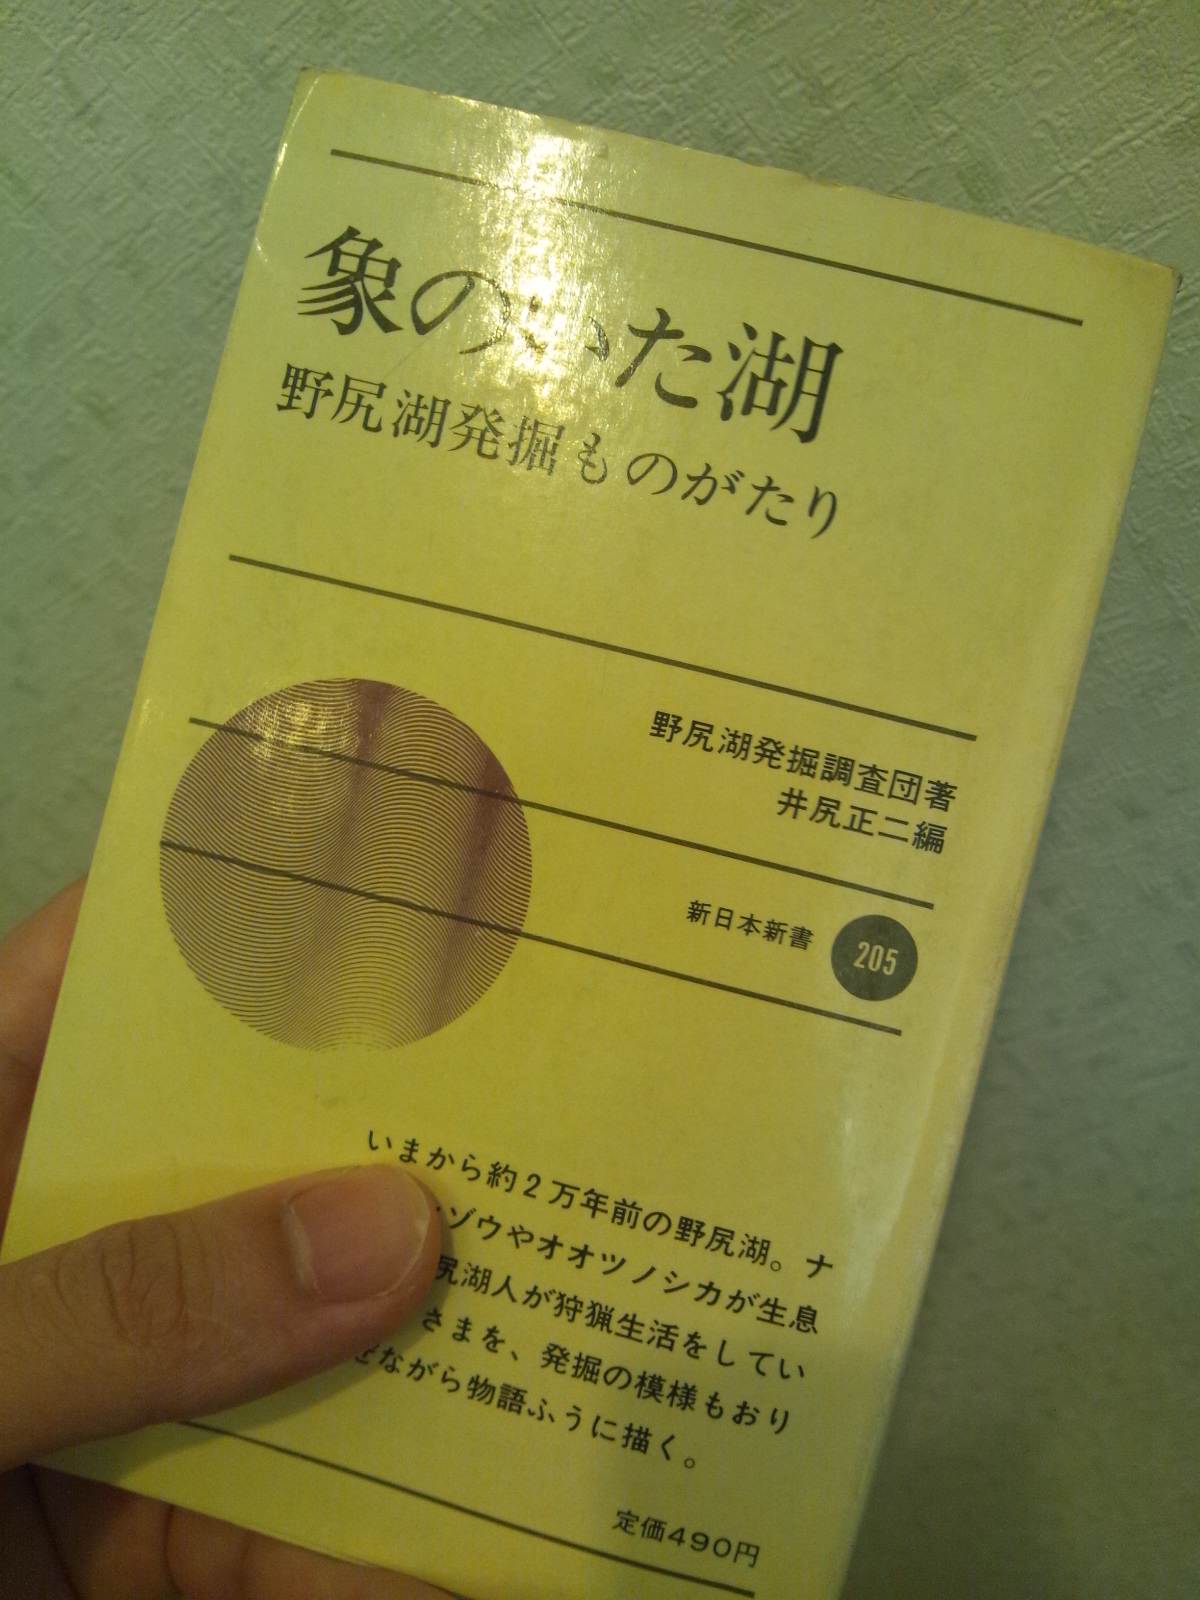 象のいた湖
野尻湖発掘ものがたり
野尻湖発掘調査団著
井尻正二編
新日本新書 205
いまから約2万年前の野尻湖。ナ
ゾウやオオツノシカが生息
尻湖人が狩猟生活をしてい
さまを、発掘の模様もおり
ながら物語ふうに描く。
定価490円